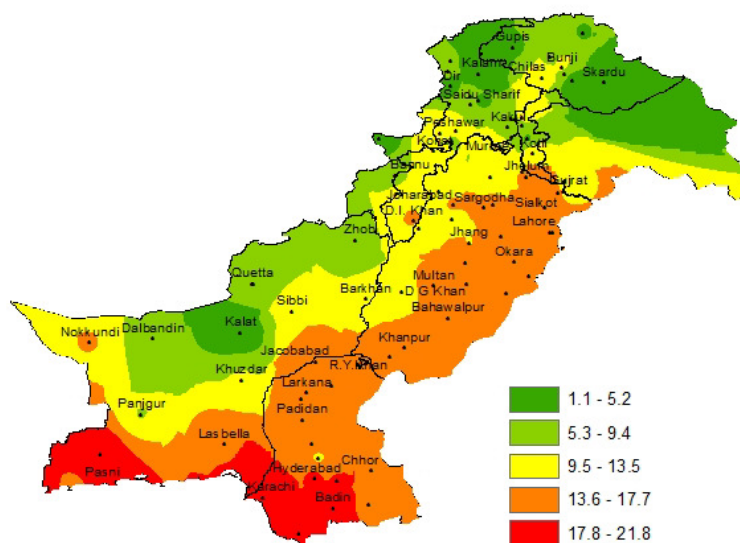 Gupis
Kalam
Chilas
Bunji
Skardu
Dir
Saidu Sharif
Peshawar
Kakul
Kotli
Bannu
Jhelum
Gujrat
Joharabad
Sargodha
Sialkot
D.I. Khan
Lahore
Zhob
Jhang
Okara
Quetta
Multan
Barkhan
D G Khan
Sibbi
Bahawalpur
Nokkundi
Dalbandin
Kalat
Khanpur
Jacobabad
R.Y.Khan
Khuzdar
Larkana
Panjgur
Padidan
Lasbella
Pasni
Chhor
Hyderabad
Karachi
Badin
1.1 - 5.2
5.3 - 9.4
9.5 - 13.5
13.6 - 17.7
17.8 - 21.8